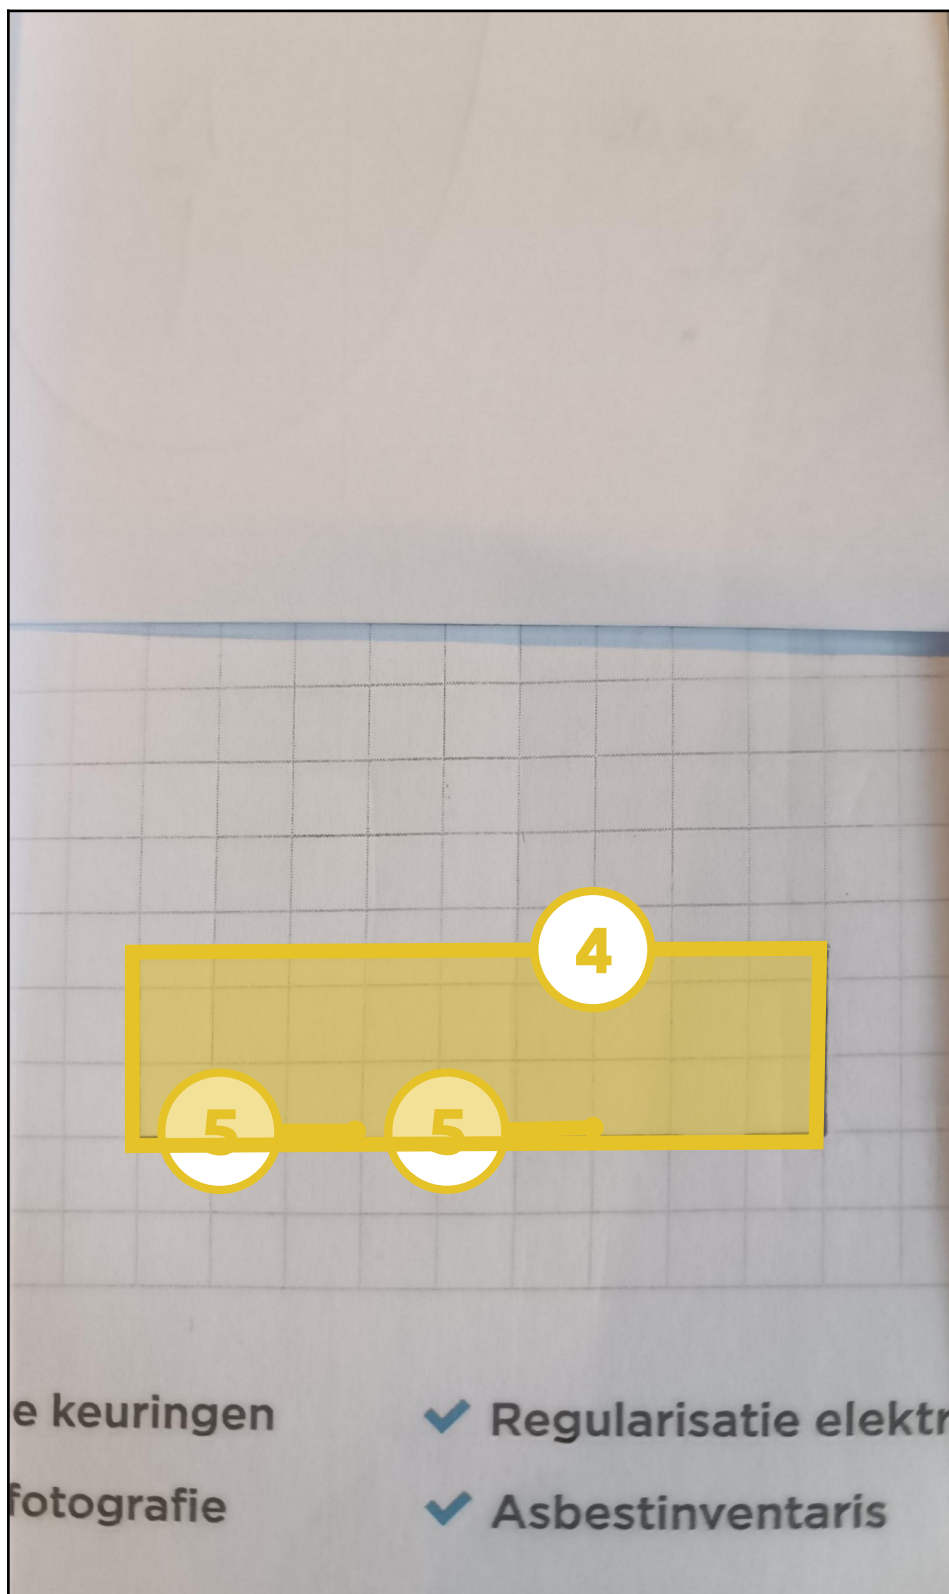 4
5 5
e keuringen
Regularisatie elektr
fotografie
Asbestinventaris